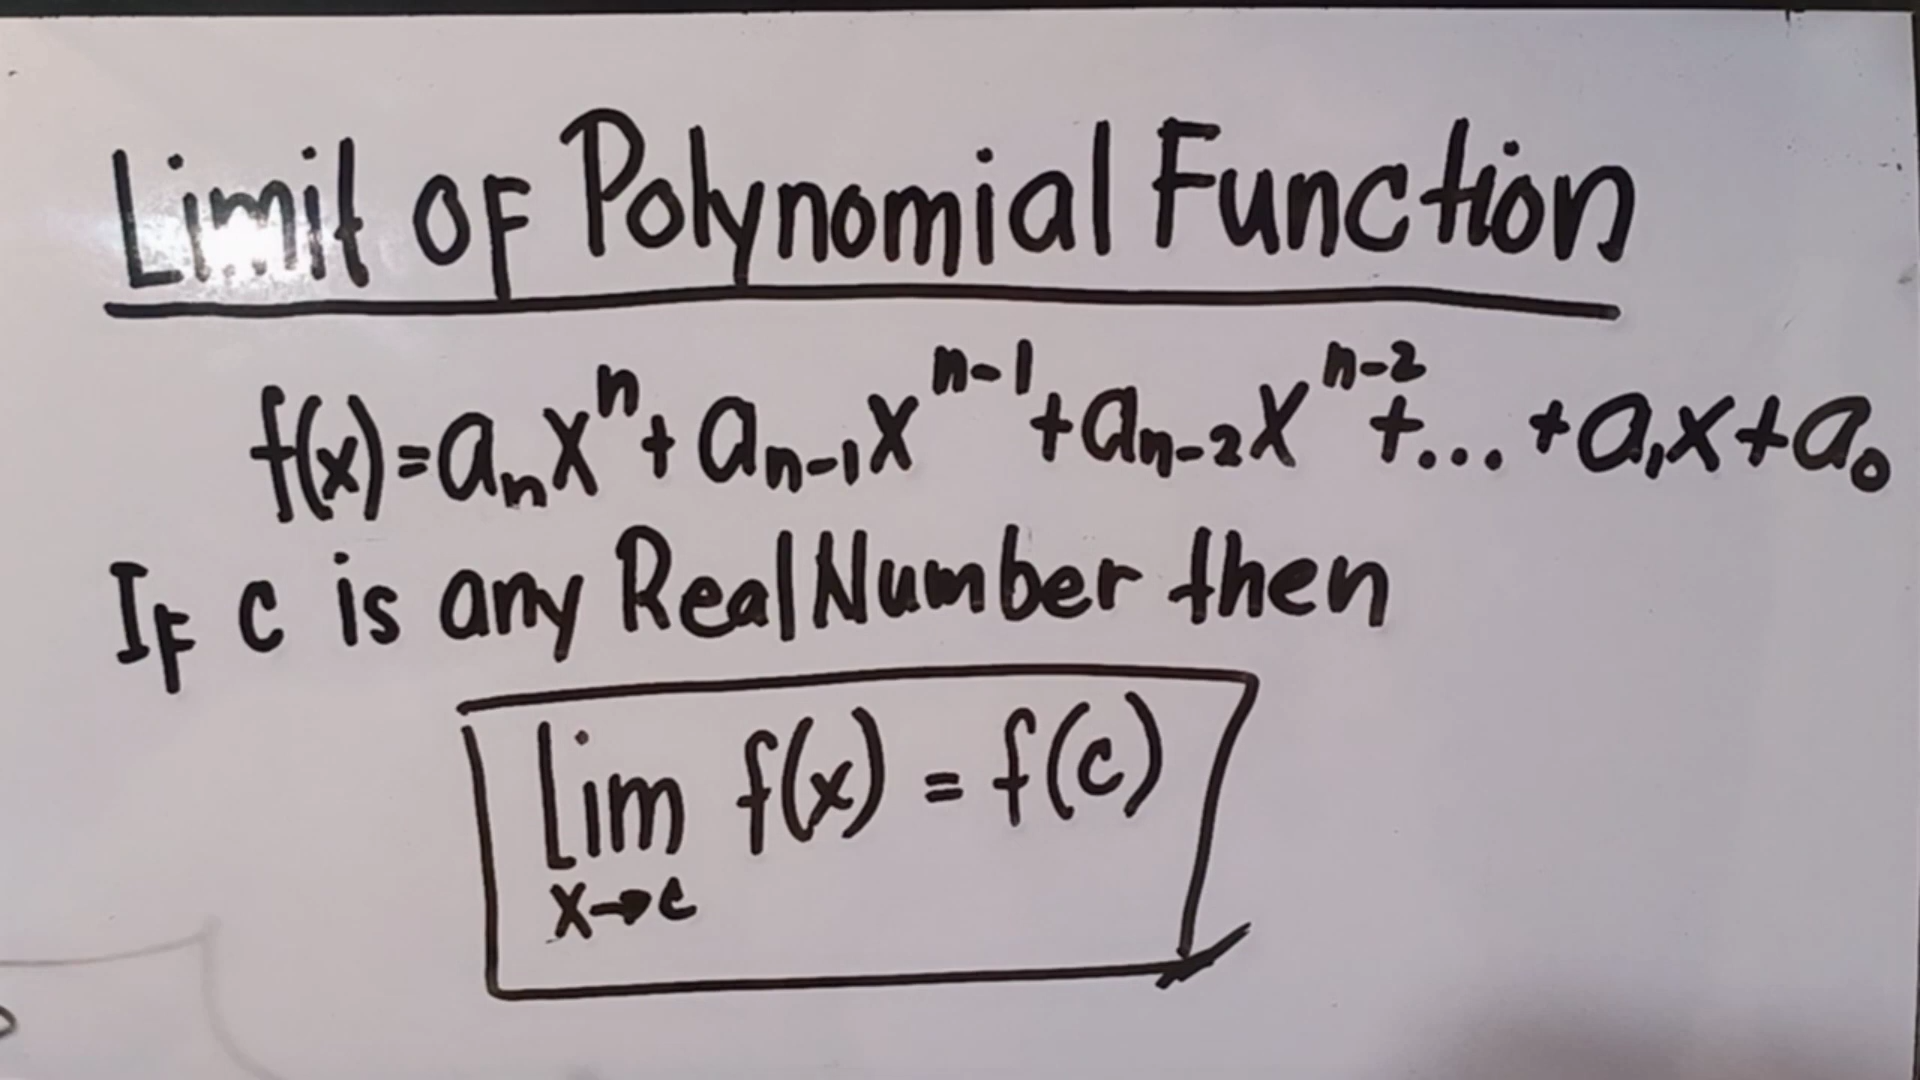 Limit of Polynomial Function
f(x)=aₙxⁿ+aₙ₋₁xⁿ⁻¹+aₙ₋₂xⁿ⁻²+...+a₁x+a₀
If c is any Real Number then
lim f(x) = f(c)
x→c